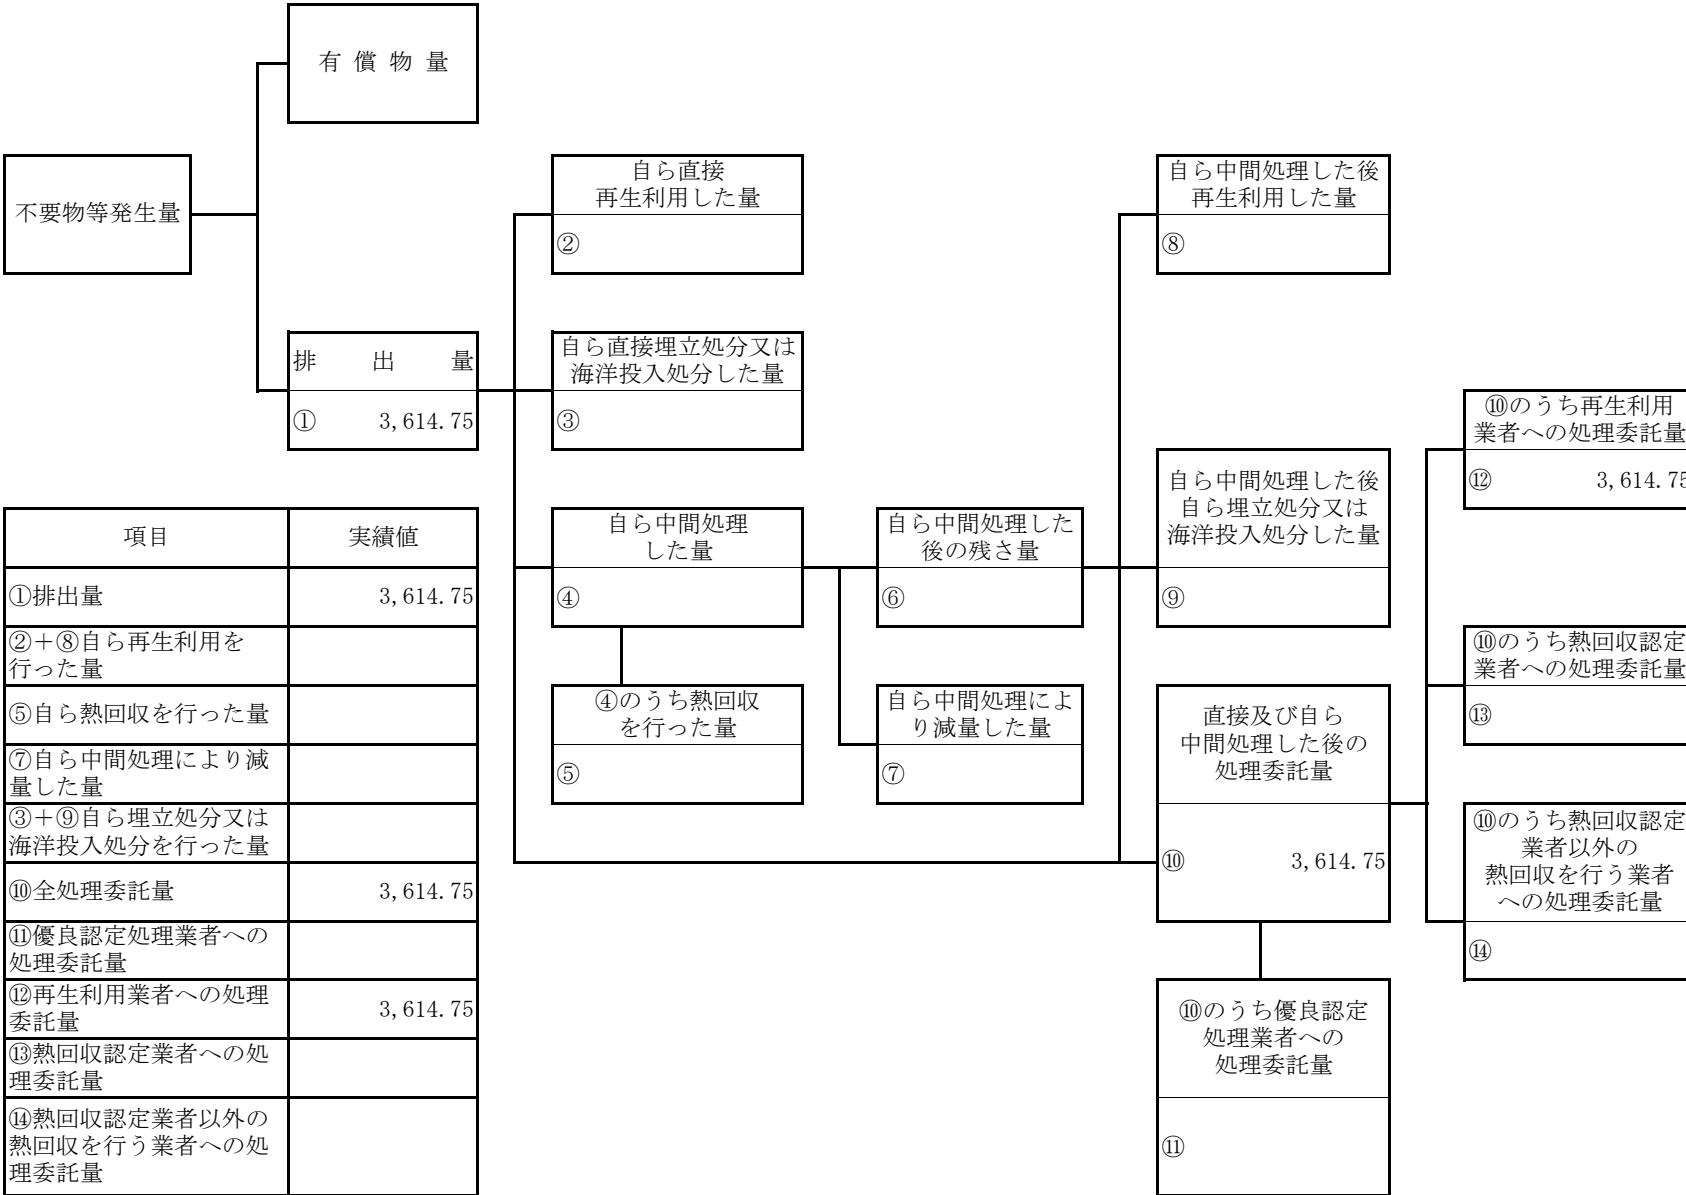 有償物量
不要物等発生量
自ら直接
再生利用した量
②
自ら中間処理した後
再生利用した量
⑧
排出量
① 3,614.75
自ら直接埋立処分又は
海洋投入処分した量
③
⑩のうち再生利用
業者への処理委託量
⑫ 3,614.75
自ら中間処理した後
自ら埋立処分又は
海洋投入処分した量
⑨
自ら中間処理
した量
④
自ら中間処理した
後の残さ量
⑥
④のうち熱回収
を行った量
⑤
自ら中間処理によ
り減量した量
⑦
直接及び自ら
中間処理した後の
処理委託量
⑩ 3,614.75
⑩のうち熱回収認定
業者への処理委託量
⑬
⑩のうち熱回収認定
業者以外の
熱回収を行う業者
への処理委託量
⑭
⑩のうち優良認定
処理業者への
処理委託量
⑪
項目 実績値
①排出量 3,614.75
②＋⑧自ら再生利用を
行った量
⑤自ら熱回収を行った量
⑦自ら中間処理により減
量した量
③＋⑨自ら埋立処分又は
海洋投入処分を行った量
⑩全処理委託量 3,614.75
⑪優良認定処理業者への
処理委託量
⑫再生利用業者への処理
委託量 3,614.75
⑬熱回収認定業者への処
理委託量
⑭熱回収認定業者以外の
熱回収を行う業者への処
理委託量